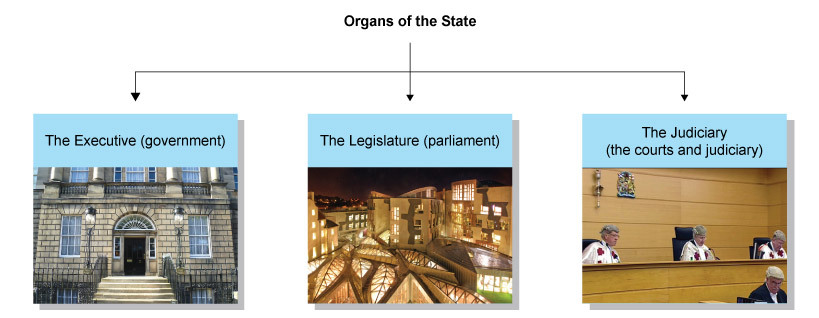 Organs of the State
The Executive (government)
The Legislature (parliament)
The Judiciary
(the courts and judiciary)